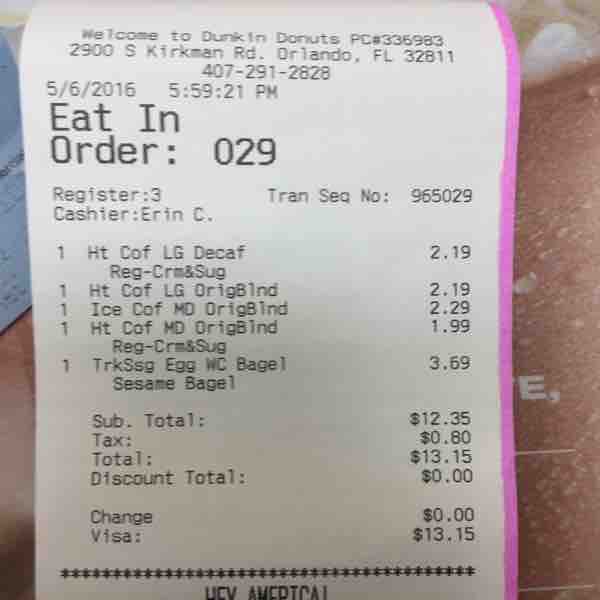 Welcome to Dunkin Donuts PC#336983
2900 S Kirkman Rd. Orlando, FL 32811
407-291-2828
5/6/2016 5:59:21 PM
Eat In
Order: 029
Register:3 Tran Seq No: 965029
Cashier:Erin C.
1 Ht Cof LG Decaf 2.19
Reg-Crm&Sug
1 Ht Cof LG OrigBlnd 2.19
1 Ice Cof MD OrigBlnd 2.29
1 Ht Cof MD OrigBlnd 1.99
Reg-Crm&Sug
1 TrkSsg Egg WC Bagel 3.69
Sesame Bagel
Sub. Total: $12.35
Tax: $0.80
Total: $13.15
Discount Total: $0.00
Change $0.00
Visa: $13.15
********************************************
HEY AMERICA!
E,